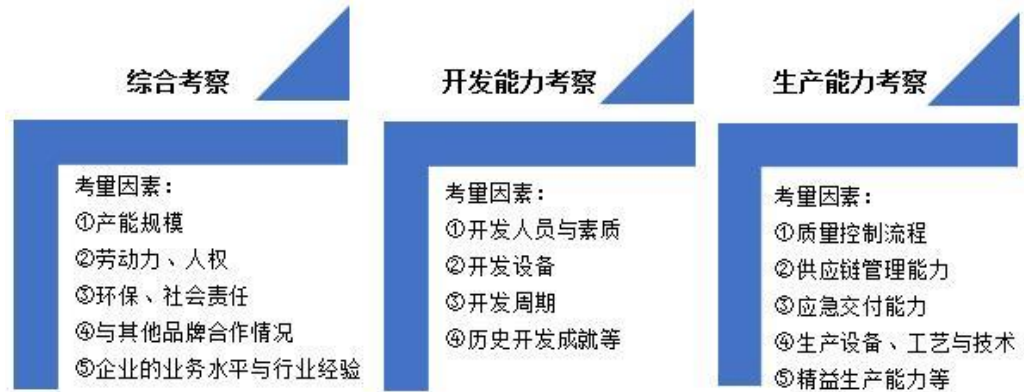 综合考察
考量因素：
①产能规模
②劳动力、人权
③环保、社会责任
④与其他品牌合作情况
⑤企业的业务水平与行业经验
开发能力考察
考量因素：
①开发人员与素质
②开发设备
③开发周期
④历史开发成就等
生产能力考察
考量因素：
①质量控制流程
②供应链管理能力
③应急交付能力
④生产设备、工艺与技术
⑤精益生产能力等